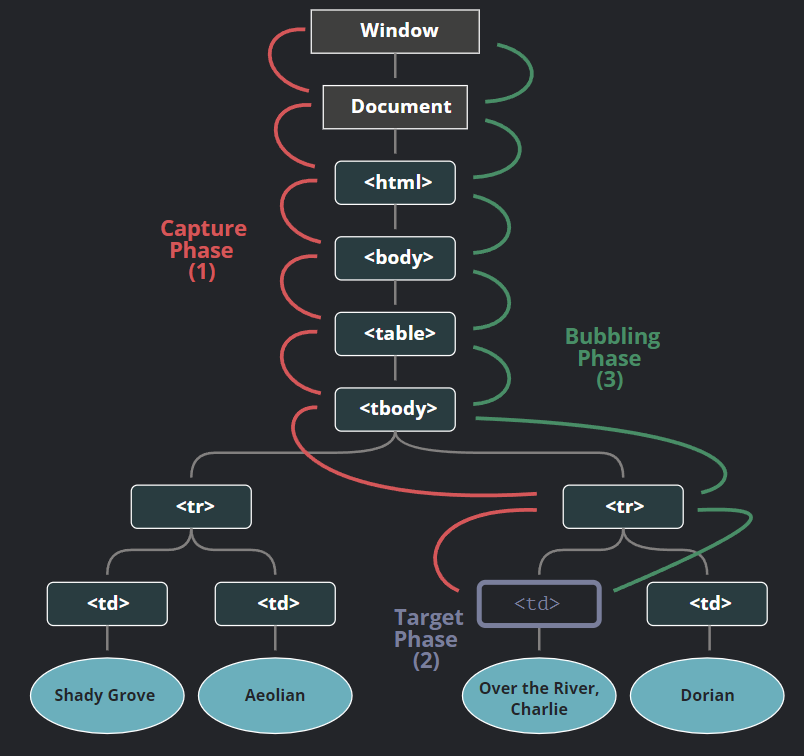 Window
Document
<html>
Capture
Phase
(1)
<body>
<table>
Bubbling
Phase
(3)
<tbody>
<tr>
<tr>
<td>
<td>
<td>
<td>
Target
Phase
(2)
Shady Grove
Aeolian
Over the River,
Charlie
Dorian